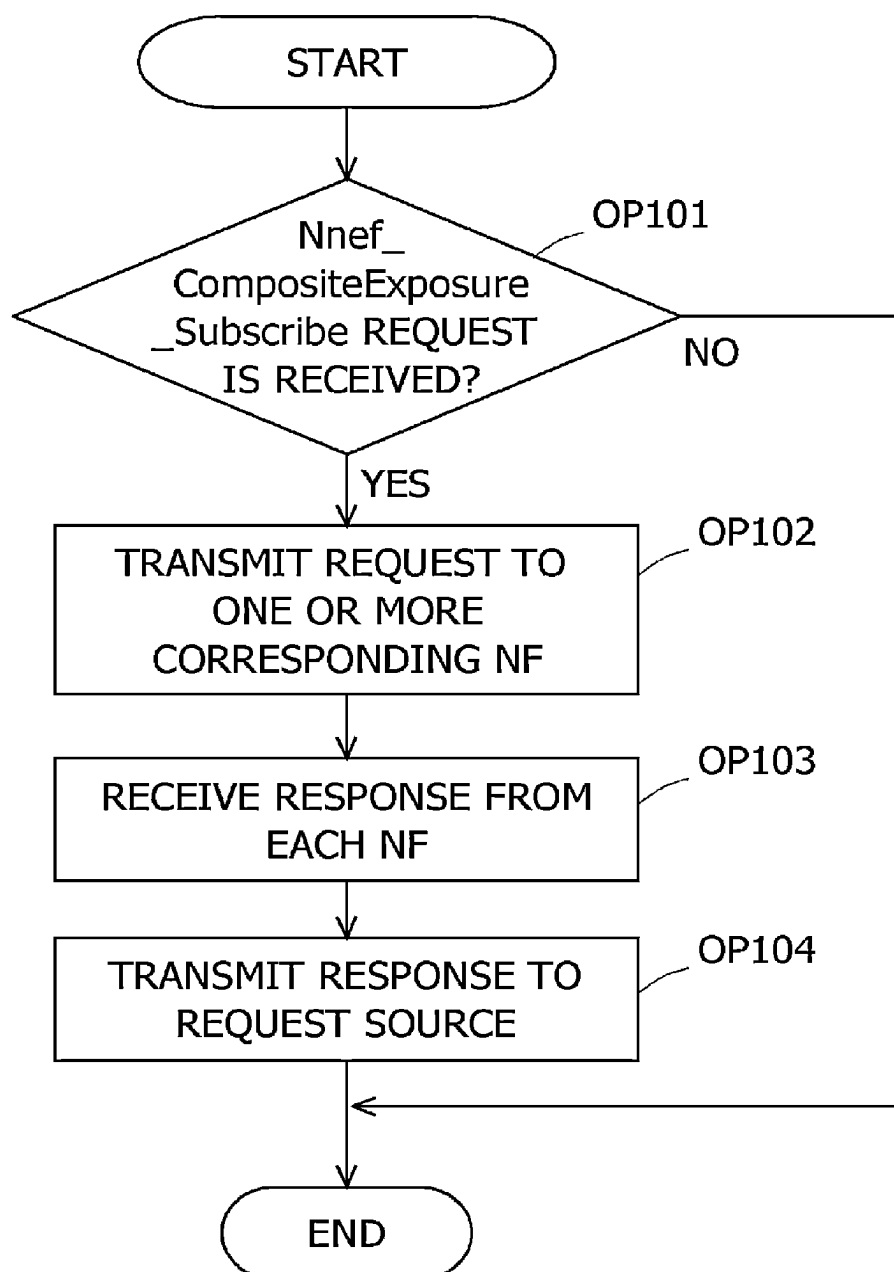 START
OP101
Nnef_
CompositeExposure
_Subscribe REQUEST
IS RECEIVED?
NO
YES
OP102
TRANSMIT REQUEST TO
ONE OR MORE
CORRESPONDING NF
OP103
RECEIVE RESPONSE FROM
EACH NF
OP104
TRANSMIT RESPONSE TO
REQUEST SOURCE
END